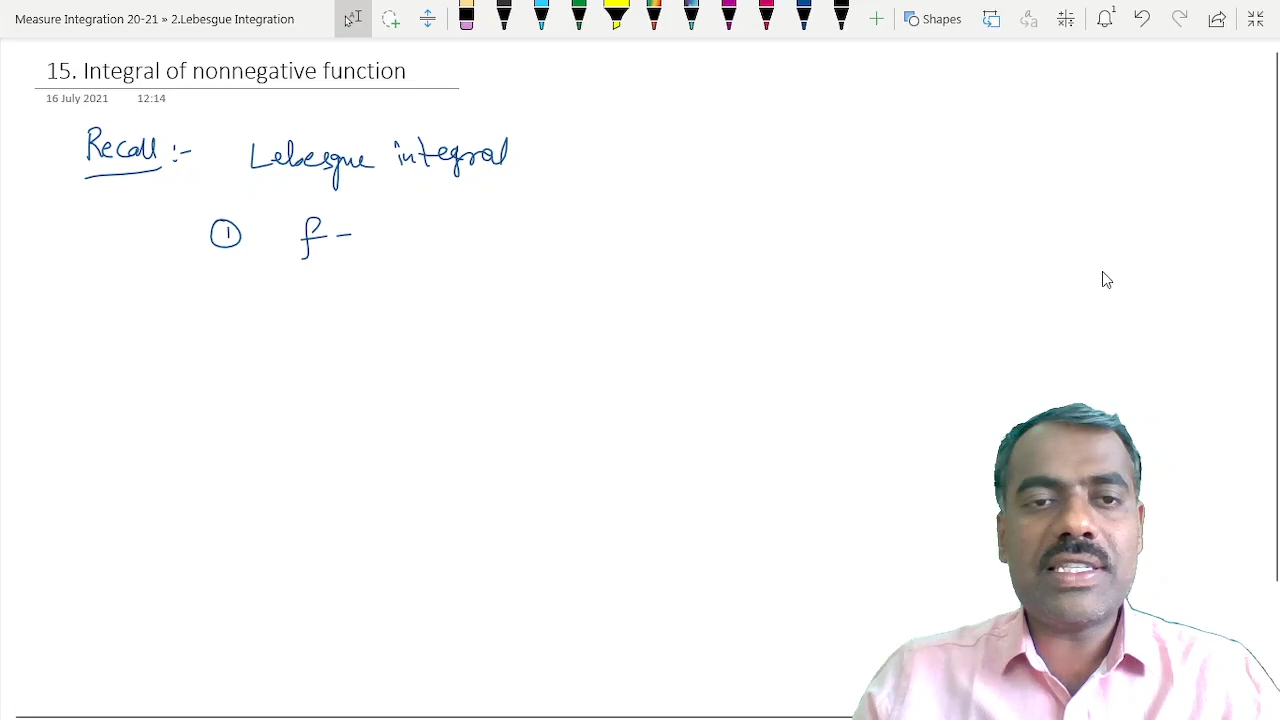 Measure Integration 20-21 » 2.Lebesgue Integration
Shapes
1
15. Integral of nonnegative function
16 July 2021 12:14
Recall :- Lebesgue integral
① f -